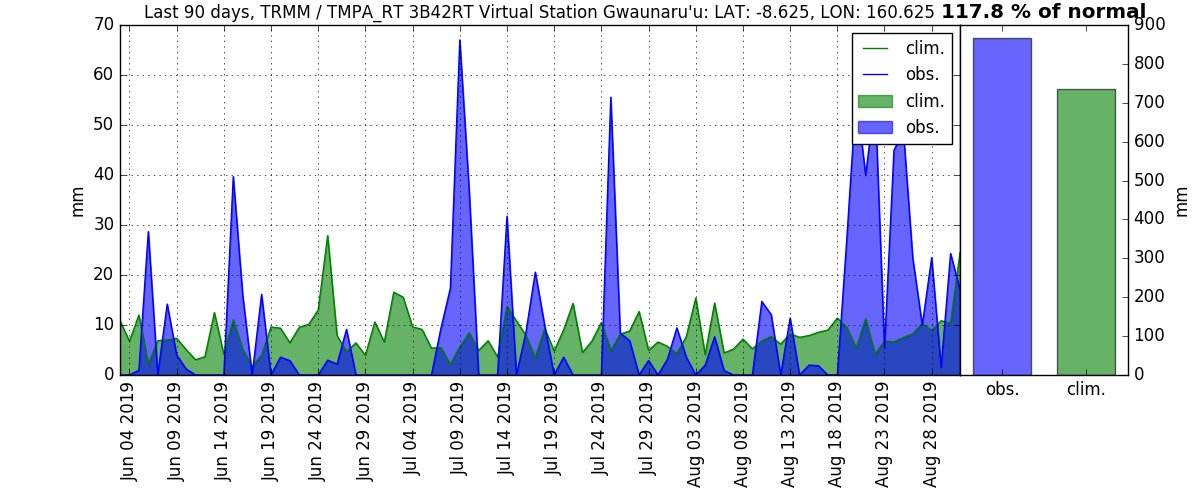 Last 90 days, TRMM / TMPA_RT 3B42RT Virtual Station Gwaunaru'u: LAT: -8.625, LON: 160.625 117.8 % of normal
70
60
50
40
30
20
10
0
mm
clim.
obs.
clim.
obs.
900
800
700
600
500
400
300
200
100
0
mm
obs.
clim.
Jun 04 2019
Jun 09 2019
Jun 14 2019
Jun 19 2019
Jun 24 2019
Jun 29 2019
Jul 04 2019
Jul 09 2019
Jul 14 2019
Jul 19 2019
Jul 24 2019
Jul 29 2019
Aug 03 2019
Aug 08 2019
Aug 13 2019
Aug 18 2019
Aug 23 2019
Aug 28 2019